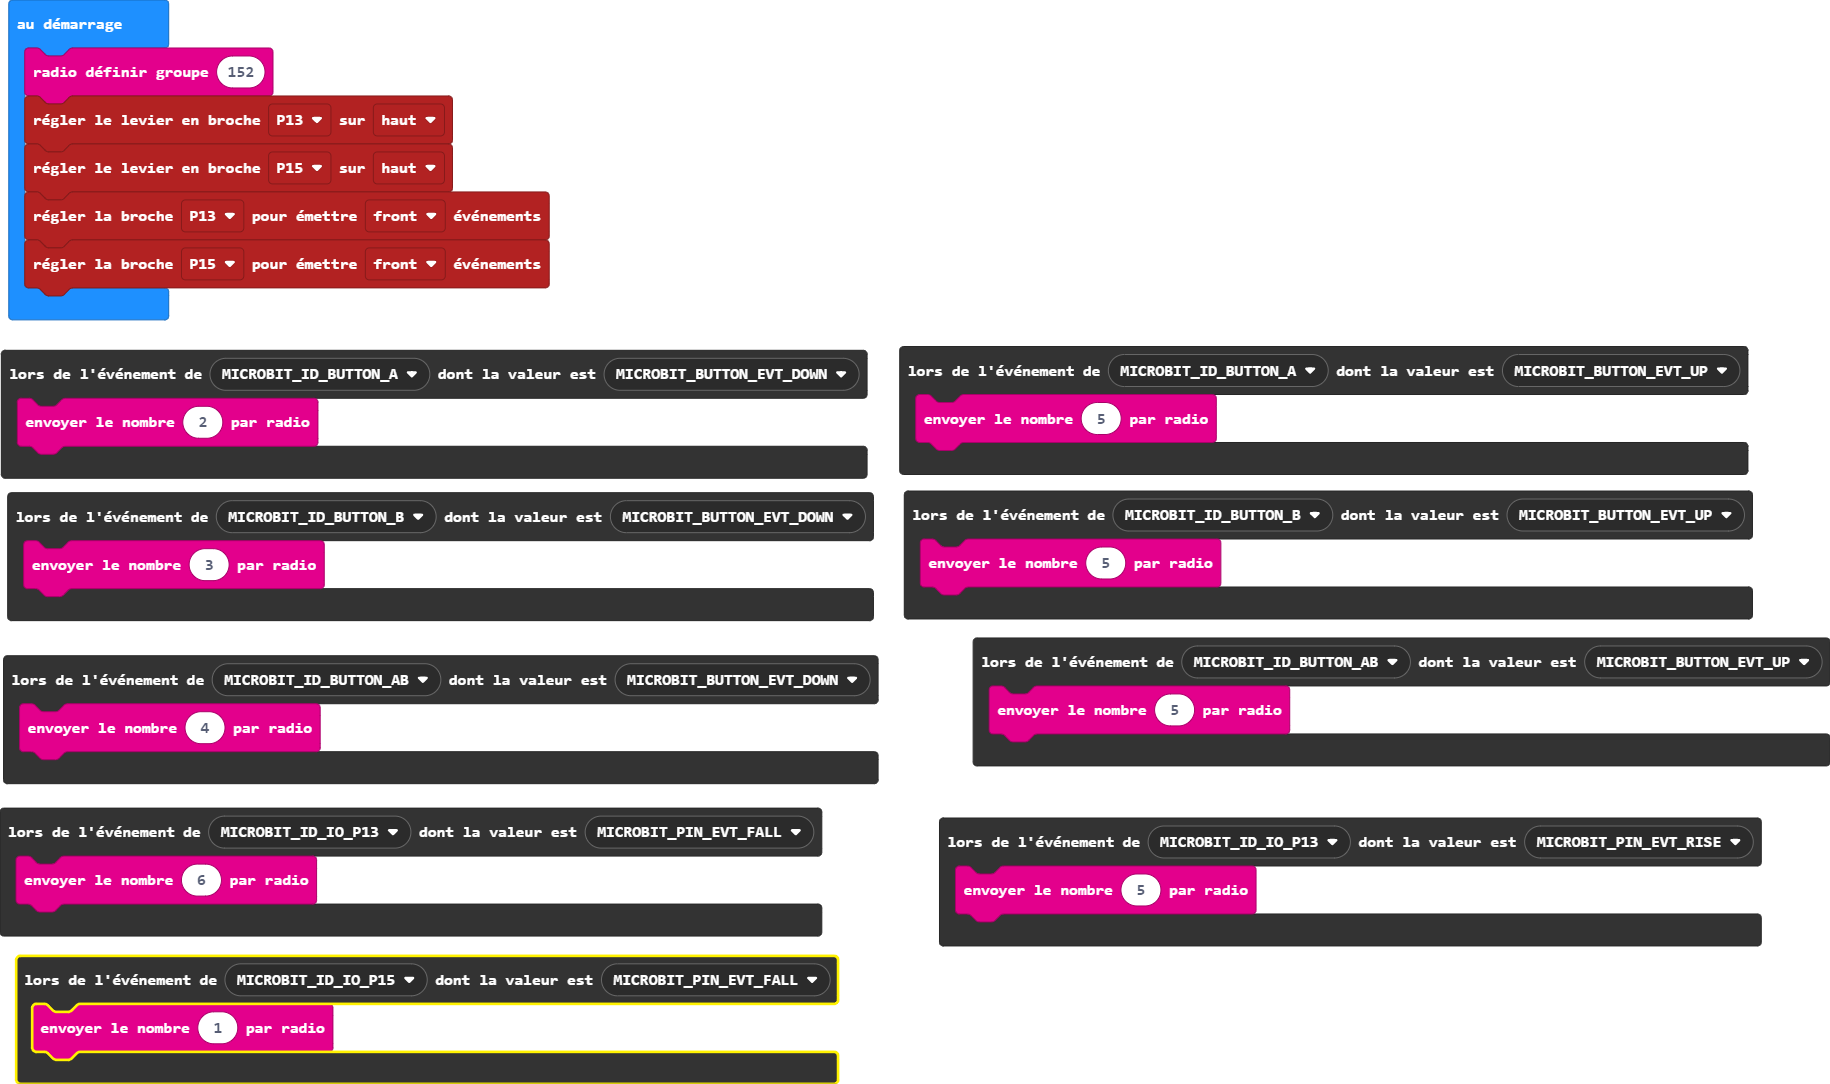 au démarrage
radio définir groupe 152
régler le levier en broche P13 sur haut
régler le levier en broche P15 sur haut
régler la broche P13 pour émettre front événements
régler la broche P15 pour émettre front événements
lors de l'événement de MICROBIT_ID_BUTTON_A dont la valeur est MICROBIT_BUTTON_EVT_DOWN
envoyer le nombre 2 par radio
lors de l'événement de MICROBIT_ID_BUTTON_A dont la valeur est MICROBIT_BUTTON_EVT_UP
envoyer le nombre 5 par radio
lors de l'événement de MICROBIT_ID_BUTTON_B dont la valeur est MICROBIT_BUTTON_EVT_DOWN
envoyer le nombre 3 par radio
lors de l'événement de MICROBIT_ID_BUTTON_B dont la valeur est MICROBIT_BUTTON_EVT_UP
envoyer le nombre 5 par radio
lors de l'événement de MICROBIT_ID_BUTTON_AB dont la valeur est MICROBIT_BUTTON_EVT_DOWN
envoyer le nombre 4 par radio
lors de l'événement de MICROBIT_ID_BUTTON_AB dont la valeur est MICROBIT_BUTTON_EVT_UP
envoyer le nombre 5 par radio
lors de l'événement de MICROBIT_ID_IO_P13 dont la valeur est MICROBIT_PIN_EVT_FALL
envoyer le nombre 6 par radio
lors de l'événement de MICROBIT_ID_IO_P13 dont la valeur est MICROBIT_PIN_EVT_RISE
envoyer le nombre 5 par radio
lors de l'événement de MICROBIT_ID_IO_P15 dont la valeur est MICROBIT_PIN_EVT_FALL
envoyer le nombre 1 par radio